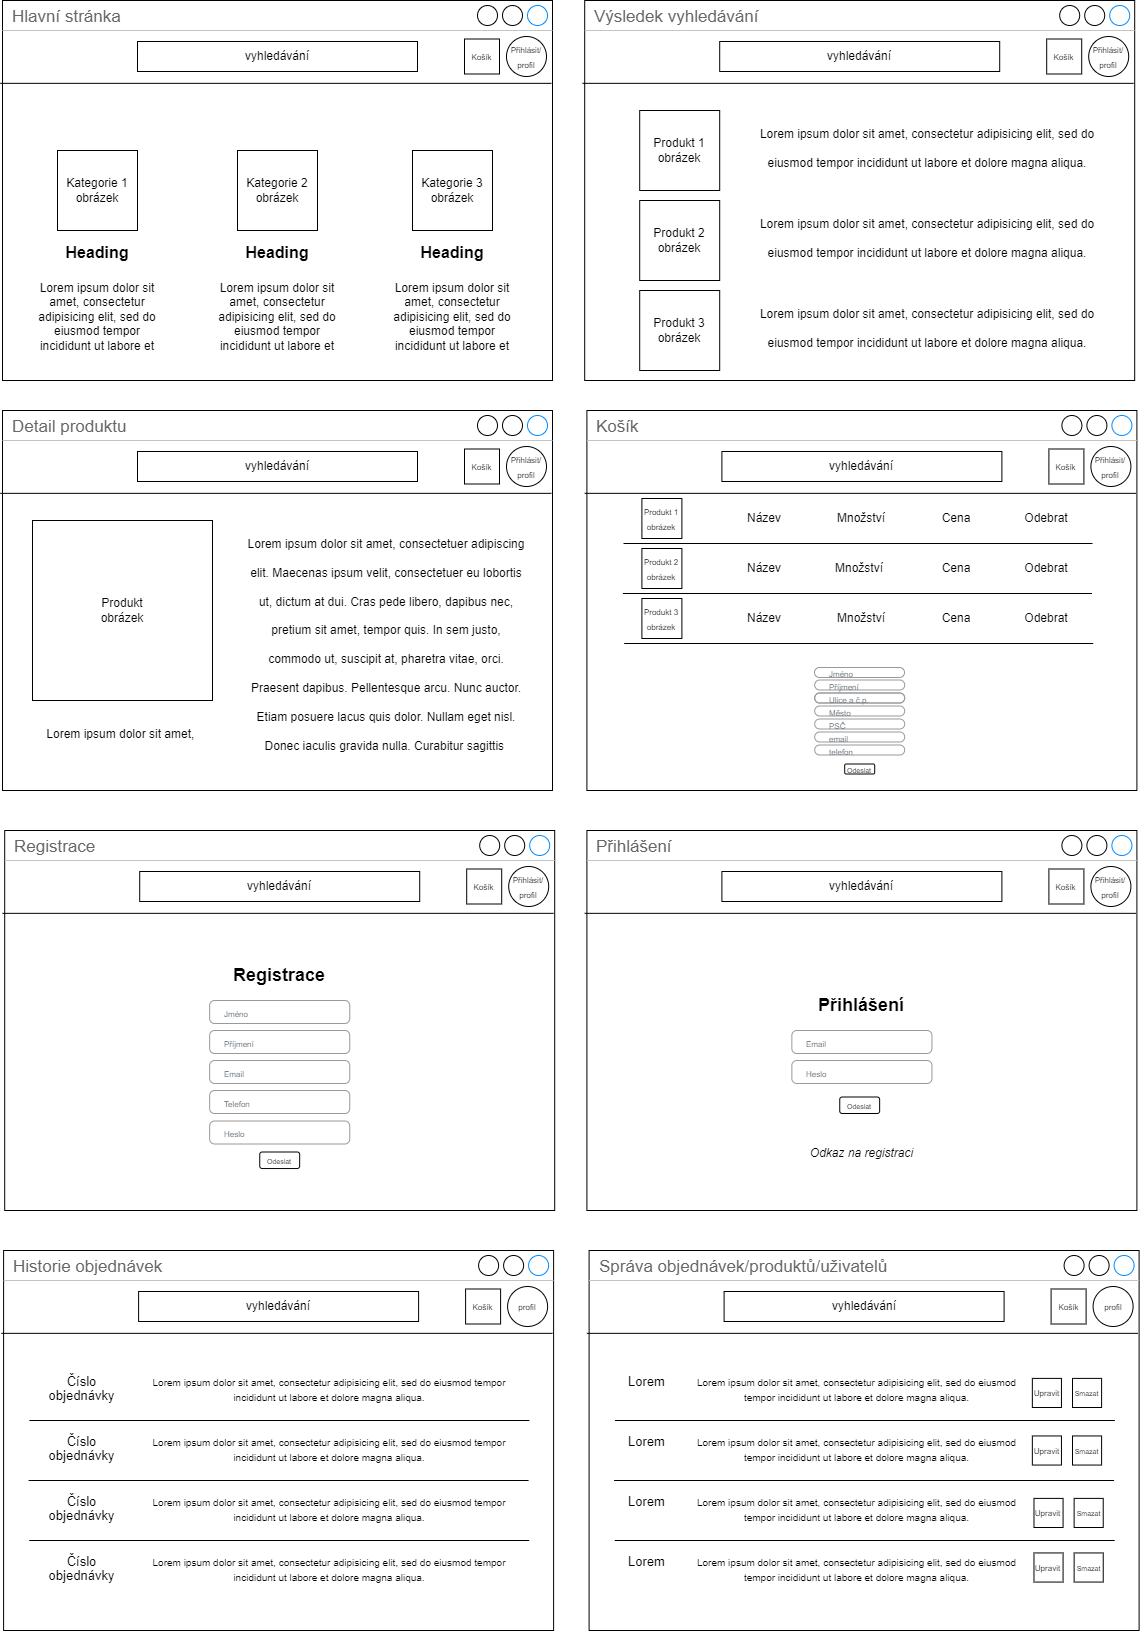 Hlavní stránka
vyhledávání
Košík
Přihlásit/
profil
Kategorie 1
obrázek
Kategorie 2
obrázek
Kategorie 3
obrázek
Heading
Heading
Heading
Lorem ipsum dolor sit
amet, consectetur
adipisicing elit, sed do
eiusmod tempor
incididunt ut labore et
Lorem ipsum dolor sit
amet, consectetur
adipisicing elit, sed do
eiusmod tempor
incididunt ut labore et
Lorem ipsum dolor sit
amet, consectetur
adipisicing elit, sed do
eiusmod tempor
incididunt ut labore et
Výsledek vyhledávání
vyhledávání
Košík
Přihlásit/
profil
Produkt 1
obrázek
Lorem ipsum dolor sit amet, consectetur adipisicing elit, sed do
eiusmod tempor incididunt ut labore et dolore magna aliqua.
Produkt 2
obrázek
Lorem ipsum dolor sit amet, consectetur adipisicing elit, sed do
eiusmod tempor incididunt ut labore et dolore magna aliqua.
Produkt 3
obrázek
Lorem ipsum dolor sit amet, consectetur adipisicing elit, sed do
eiusmod tempor incididunt ut labore et dolore magna aliqua.
Detail produktu
vyhledávání
Košík
Přihlásit/
profil
Produkt
obrázek
Lorem ipsum dolor sit amet,
Lorem ipsum dolor sit amet, consectetuer adipiscing
elit. Maecenas ipsum velit, consectetuer eu lobortis
ut, dictum at dui. Cras pede libero, dapibus nec,
pretium sit amet, tempor quis. In sem justo,
commodo ut, suscipit at, pharetra vitae, orci.
Praesent dapibus. Pellentesque arcu. Nunc auctor.
Etiam posuere lacus quis dolor. Nullam eget nisl.
Donec iaculis gravida nulla. Curabitur sagittis
Košík
vyhledávání
Košík
Přihlásit/
profil
Produkt 1
obrázek
Název Množství Cena Odebrat
Produkt 2
obrázek
Název Množství Cena Odebrat
Produkt 3
obrázek
Název Množství Cena Odebrat
Jméno
Příjmení
Ulice a č.p.
Město
PSČ
email
telefon
Odeslat
Registrace
vyhledávání
Košík
Přihlásit/
profil
Registrace
Jméno
Příjmení
Email
Telefon
Heslo
Odeslat
Přihlášení
vyhledávání
Košík
Přihlásit/
profil
Přihlášení
Email
Heslo
Odeslat
Odkaz na registraci
Historie objednávek
vyhledávání
Košík
profil
Číslo
objednávky
Lorem ipsum dolor sit amet, consectetur adipisicing elit, sed do eiusmod tempor
incididunt ut labore et dolore magna aliqua.
Číslo
objednávky
Lorem ipsum dolor sit amet, consectetur adipisicing elit, sed do eiusmod tempor
incididunt ut labore et dolore magna aliqua.
Číslo
objednávky
Lorem ipsum dolor sit amet, consectetur adipisicing elit, sed do eiusmod tempor
incididunt ut labore et dolore magna aliqua.
Číslo
objednávky
Lorem ipsum dolor sit amet, consectetur adipisicing elit, sed do eiusmod tempor
incididunt ut labore et dolore magna aliqua.
Správa objednávek/produktů/uživatelů
vyhledávání
Košík
profil
Lorem
Lorem ipsum dolor sit amet, consectetur adipisicing elit, sed do eiusmod
tempor incididunt ut labore et dolore magna aliqua.
Upravit
Smazat
Lorem
Lorem ipsum dolor sit amet, consectetur adipisicing elit, sed do eiusmod
tempor incididunt ut labore et dolore magna aliqua.
Upravit
Smazat
Lorem
Lorem ipsum dolor sit amet, consectetur adipisicing elit, sed do eiusmod
tempor incididunt ut labore et dolore magna aliqua.
Upravit
Smazat
Lorem
Lorem ipsum dolor sit amet, consectetur adipisicing elit, sed do eiusmod
tempor incididunt ut labore et dolore magna aliqua.
Upravit
Smazat